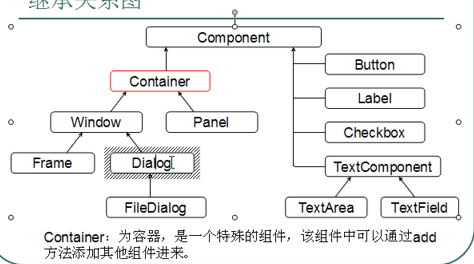 继承关系图
Component
Container
Button
Label
Window
Panel
Checkbox
Frame
Dialog
TextComponent
FileDialog
TextArea
TextField
Container：为容器，是一个特殊的组件，该组件中可以通过add
方法添加其他组件进来。